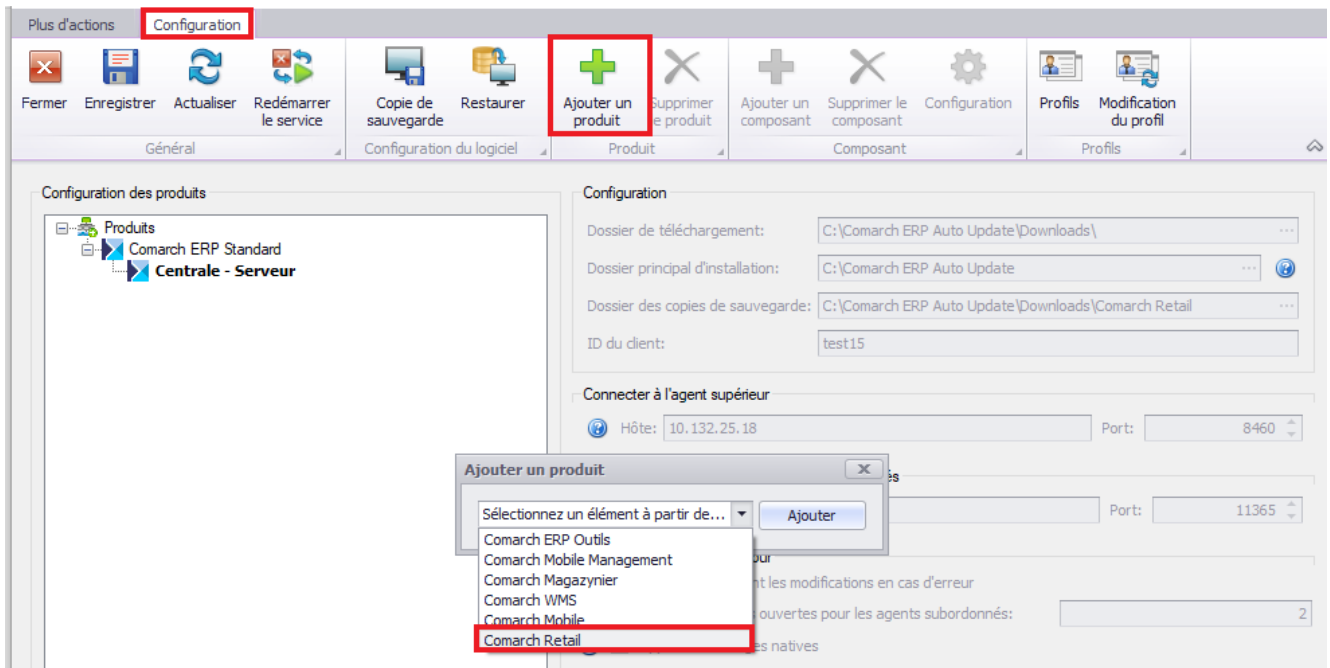 Plus d'actions Configuration
Fermer Enregistrer Actualiser Redémarrer le service Copie de sauvegarde Restaurer Ajouter un produit Supprimer le produit Ajouter un composant Supprimer le composant Configuration Profils Modification du profil
Général Configuration du logiciel Produit Composant Profils
Configuration des produits
Produits
Comarch ERP Standard
Centrale - Serveur
Configuration
Dossier de téléchargement: C:\Comarch ERP Auto Update\Downloads\
Dossier principal d'installation: C:\Comarch ERP Auto Update
Dossier des copies de sauvegarde: C:\Comarch ERP Auto Update\Downloads\Comarch Retail
ID du client: test15
Connecter à l'agent supérieur
Hôte: 10.132.25.18 Port: 8460
Ajouter un produit
Port: 11365
Sélectionnez un élément à partir de... Ajouter
Comarch ERP Outils
Comarch Mobile Management
Comarch Magazynier
Comarch WMS
Comarch Mobile
Comarch Retail
les modifications en cas d'erreur
ouvertes pour les agents subordonnés: 2
natives